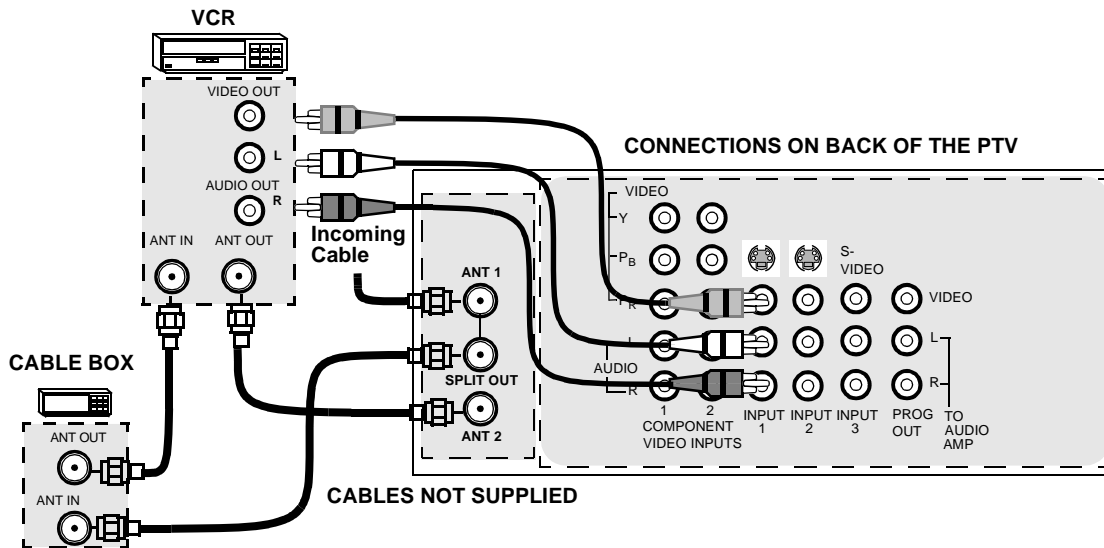 VCR
VIDEO OUT
L
AUDIO OUT
R
ANT IN
ANT OUT
Incoming
Cable
CABLE BOX
ANT OUT
ANT IN
CONNECTIONS ON BACK OF THE PTV
ANT 1
SPLIT OUT
ANT 2
VIDEO
Y
PB
S-
VIDEO
VIDEO
L
AUDIO
R
R
1
2
COMPONENT
VIDEO INPUTS
INPUT
1
INPUT
2
INPUT
3
PROG
OUT
TO
AUDIO
AMP
CABLES NOT SUPPLIED